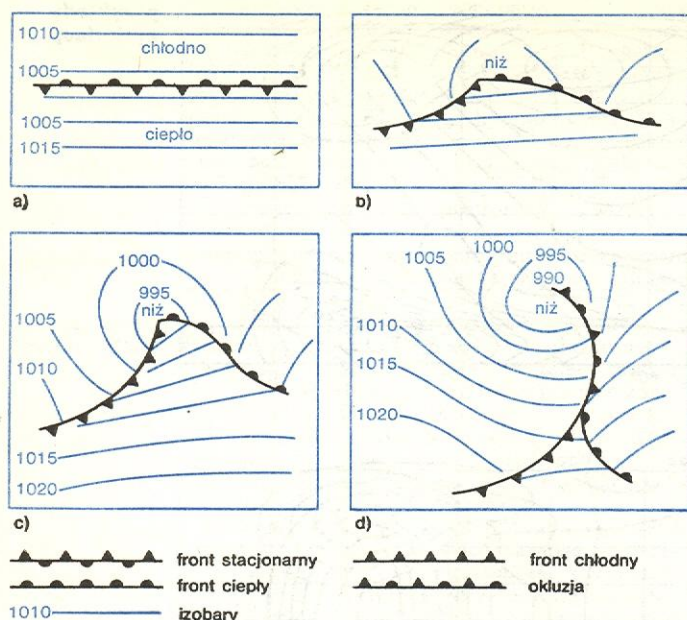 1010
chłodno
1005
1005
ciepło
1015
a)
niż
b)
1000
995
niż
1005
1010
1015
1020
c)
1005
1000
995
990
niż
1010
1015
1020
d)
front stacjonarny
front chłodny
front ciepły
okluzja
1010
izobary